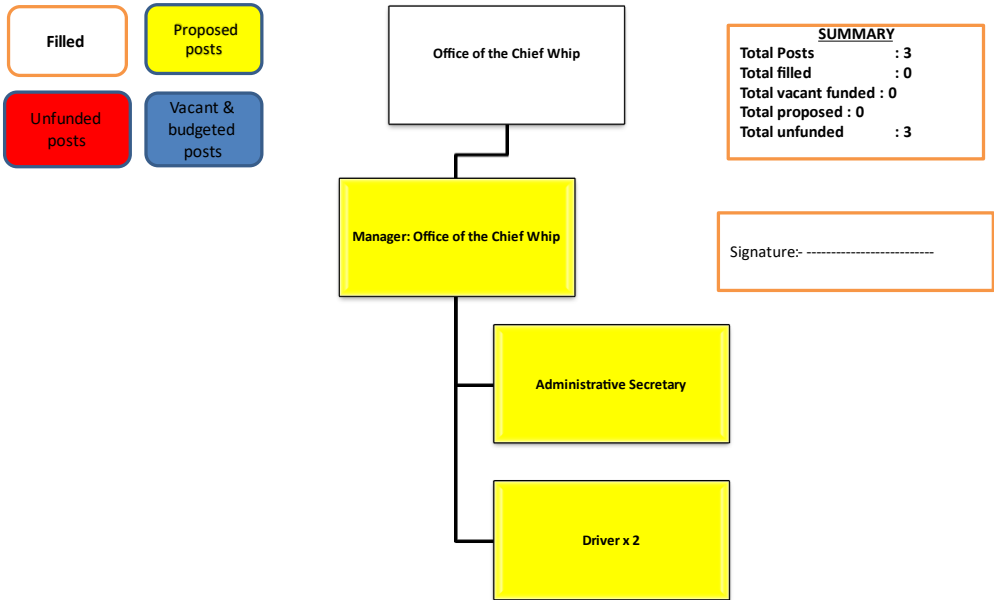 Filled
Proposed
posts
Unfunded
posts
Vacant &
budgeted
posts
Office of the Chief Whip
SUMMARY
Total Posts : 3
Total filled : 0
Total vacant funded : 0
Total proposed : 0
Total unfunded : 3
Manager: Office of the Chief Whip
Signature:- --------------------------
Administrative Secretary
Driver x 2